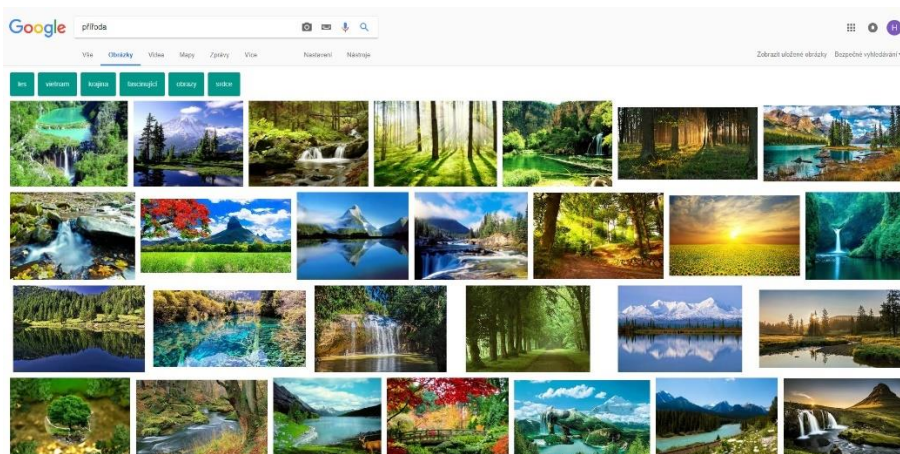 Google příroda H
Vše Obrázky Videa Mapy Zprávy Více Nastavení Nástroje Zobrazit uložené obrázky Bezpečné vyhledávání
les vietnam krajina fascinující obrazy srdce